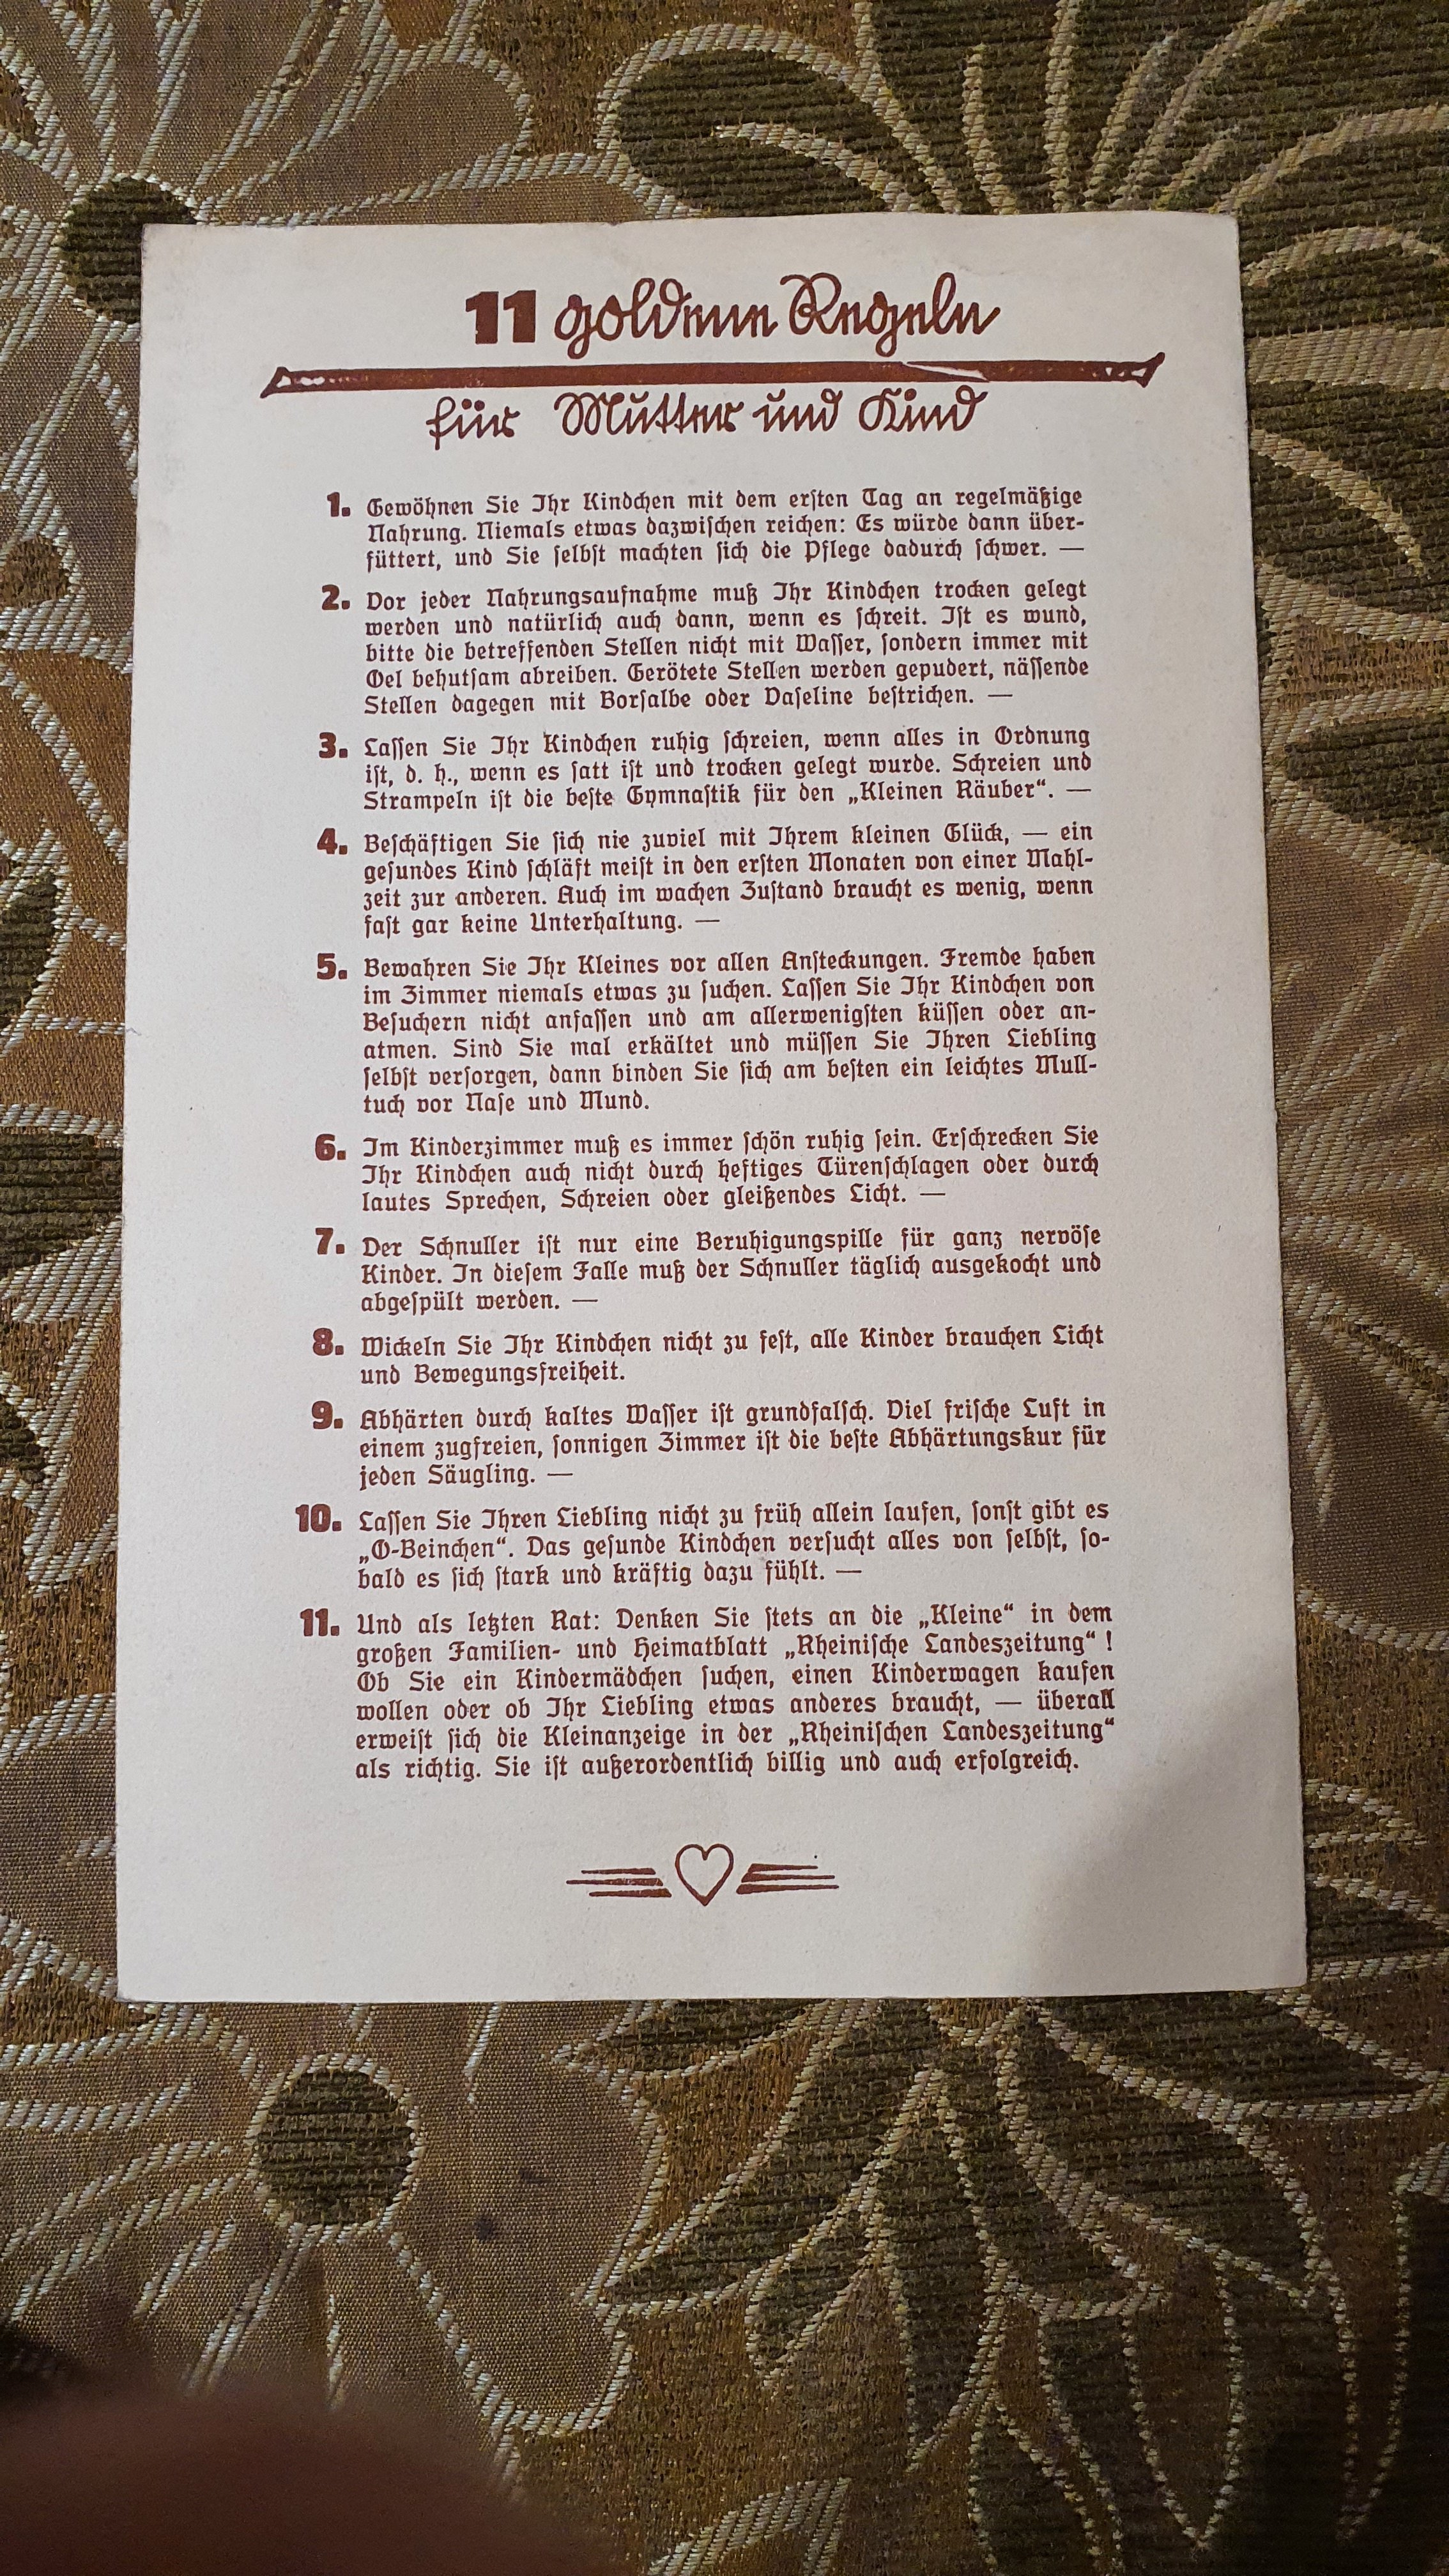 11 goldene Regeln
für Mutter und Kind
1. Gewöhnen Sie Ihr Kindchen mit dem erſten Tag an regelmäßige
Nahrung. Niemals etwas dazwiſchen reichen: Es würde dann über-
füttert, und Sie ſelbſt machten ſich die Pflege dadurch ſchwer. —
2. Vor jeder Nahrungsaufnahme muß Ihr Kindchen trocken gelegt
werden und natürlich auch dann, wenn es ſchreit. Iſt es wund,
bitte die betreffenden Stellen nicht mit Waſſer, ſondern immer mit
Oel behutſam abreiben. Gerötete Stellen werden gepudert, näſſende
Stellen dagegen mit Borſalbe oder Vaſeline beſtrichen. —
3. Laſſen Sie Ihr Kindchen ruhig ſchreien, wenn alles in Ordnung
iſt, d. h., wenn es ſatt iſt und trocken gelegt wurde. Schreien und
Strampeln iſt die beſte Gymnaſtik für den „Kleinen Räuber“. —
4. Beſchäftigen Sie ſich nie zuviel mit Ihrem kleinen Glück, — ein
geſundes Kind ſchläft meiſt in den erſten Monaten von einer Mahl-
zeit zur anderen. Auch im wachen Zuſtand braucht es wenig, wenn
faſt gar keine Unterhaltung. —
5. Bewahren Sie Ihr Kleines vor allen Anſteckungen. Fremde haben
im Zimmer niemals etwas zu ſuchen. Laſſen Sie Ihr Kindchen von
Beſuchern nicht anfaſſen und am allerwenigſten küſſen oder an-
atmen. Sind Sie mal erkältet und müſſen Sie Ihren Liebling
ſelbſt verſorgen, dann binden Sie ſich am beſten ein leichtes Mull-
tuch vor Naſe und Mund.
6. Im Kinderzimmer muß es immer ſchön ruhig ſein. Erſchrecken Sie
Ihr Kindchen auch nicht durch heftiges Türenſchlagen oder durch
lautes Sprechen, Schreien oder gleißendes Licht. —
7. Der Schnuller iſt nur eine Beruhigungspille für ganz nervöſe
Kinder. In dieſem Falle muß der Schnuller täglich ausgekocht und
abgeſpült werden. —
8. Wickeln Sie Ihr Kindchen nicht zu feſt, alle Kinder brauchen Licht
und Bewegungsfreiheit.
9. Abhärten durch kaltes Waſſer iſt grundfalſch. Viel friſche Luft in
einem zugfreien, ſonnigen Zimmer iſt die beſte Abhärtungskur für
jeden Säugling. —
10. Laſſen Sie Ihren Liebling nicht zu früh allein laufen, ſonſt gibt es
„O-Beinchen“. Das geſunde Kindchen verſucht alles von ſelbſt, ſo-
bald es ſich ſtark und kräftig dazu fühlt. —
11. Und als letzten Rat: Denken Sie ſtets an die „Kleine“ in dem
großen Familien- und Heimatblatt „Rheiniſche Landeszeitung“ !
Ob Sie ein Kindermädchen ſuchen, einen Kinderwagen kaufen
wollen oder ob Ihr Liebling etwas anderes braucht, — überall
erweiſt ſich die Kleinanzeige in der „Rheiniſchen Landeszeitung“
als richtig. Sie iſt außerordentlich billig und auch erfolgreich.